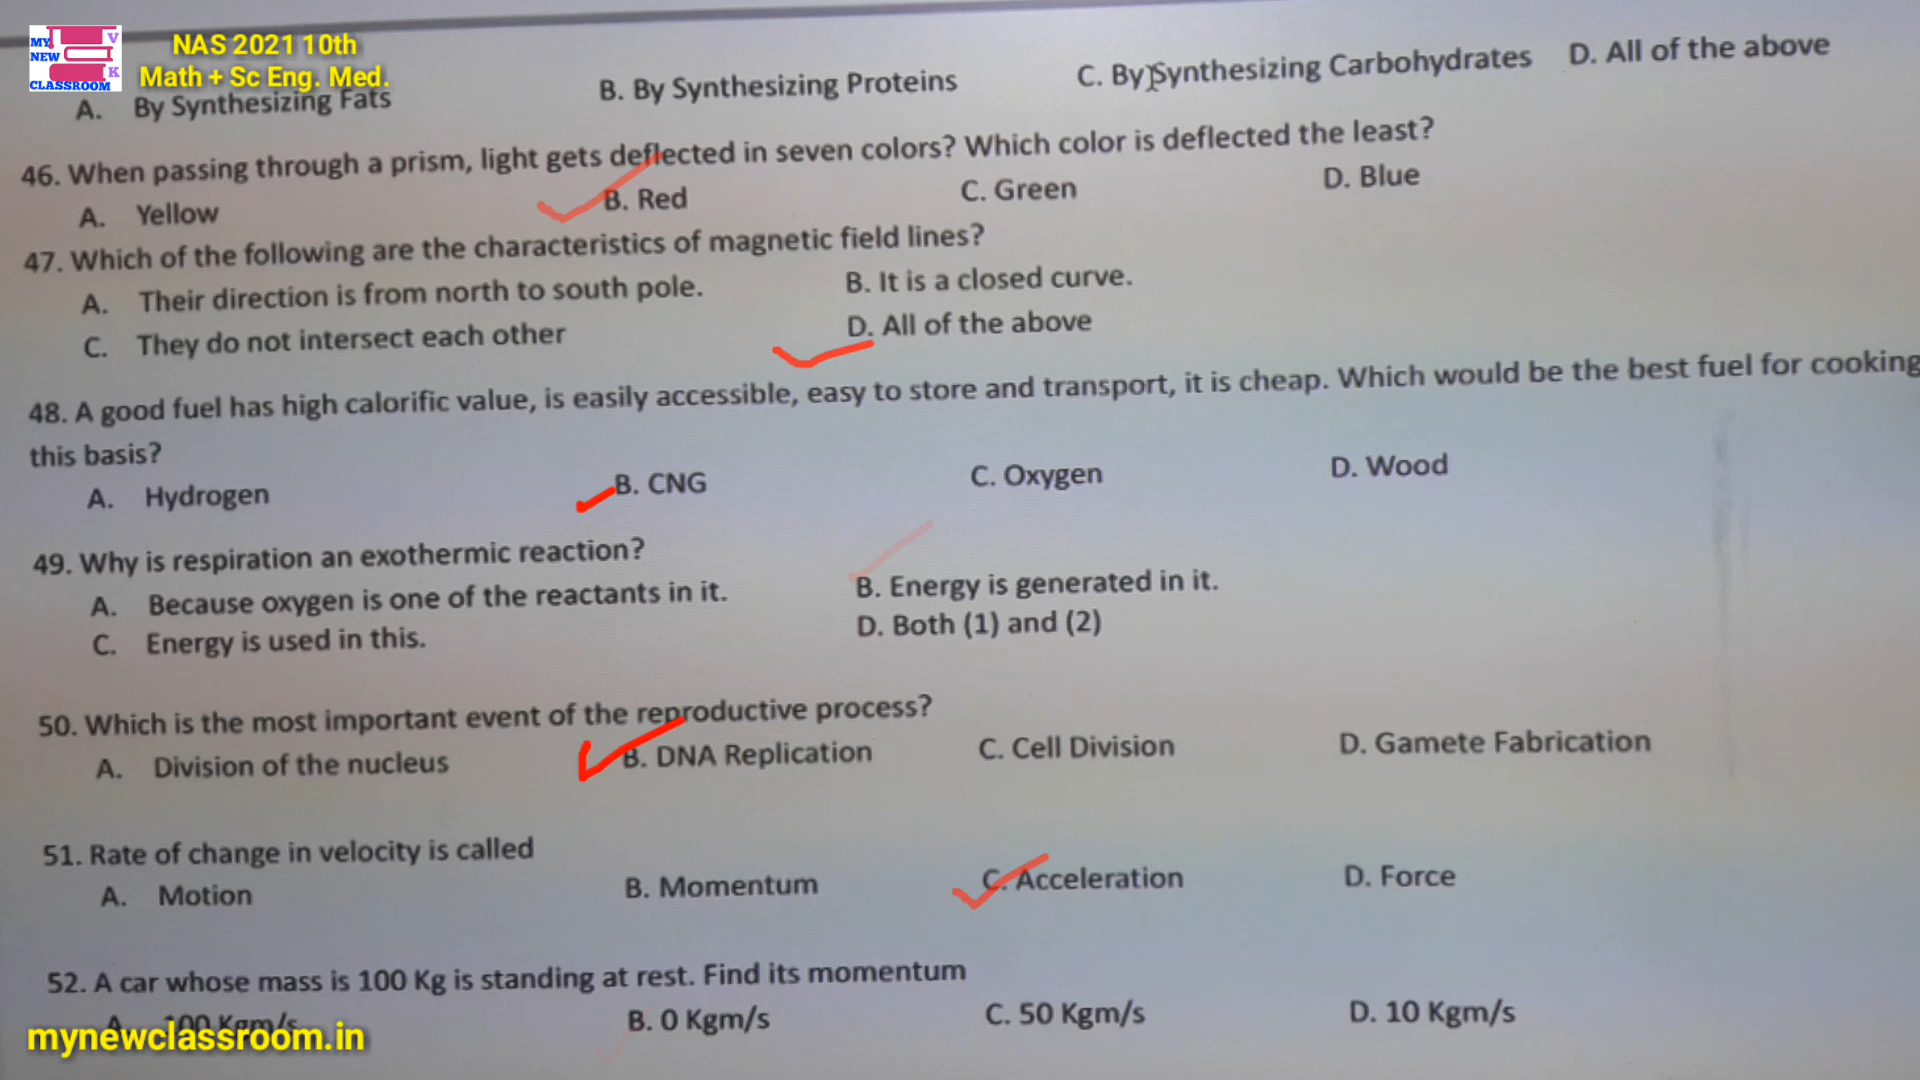 MY NEW CLASSROOM VK
NAS 2021 10th
Math + Sc Eng. Med.
A. By Synthesizing Fats B. By Synthesizing Proteins C. By Synthesizing Carbohydrates D. All of the above
46. When passing through a prism, light gets deflected in seven colors? Which color is deflected the least?
A. Yellow B. Red C. Green D. Blue
47. Which of the following are the characteristics of magnetic field lines?
A. Their direction is from north to south pole. B. It is a closed curve.
C. They do not intersect each other D. All of the above
48. A good fuel has high calorific value, is easily accessible, easy to store and transport, it is cheap. Which would be the best fuel for cooking
this basis?
A. Hydrogen B. CNG C. Oxygen D. Wood
49. Why is respiration an exothermic reaction?
A. Because oxygen is one of the reactants in it. B. Energy is generated in it.
C. Energy is used in this. D. Both (1) and (2)
50. Which is the most important event of the reproductive process?
A. Division of the nucleus B. DNA Replication C. Cell Division D. Gamete Fabrication
51. Rate of change in velocity is called
A. Motion B. Momentum C. Acceleration D. Force
52. A car whose mass is 100 Kg is standing at rest. Find its momentum
A. 100 Kgm/s B. 0 Kgm/s C. 50 Kgm/s D. 10 Kgm/s
mynewclassroom.in